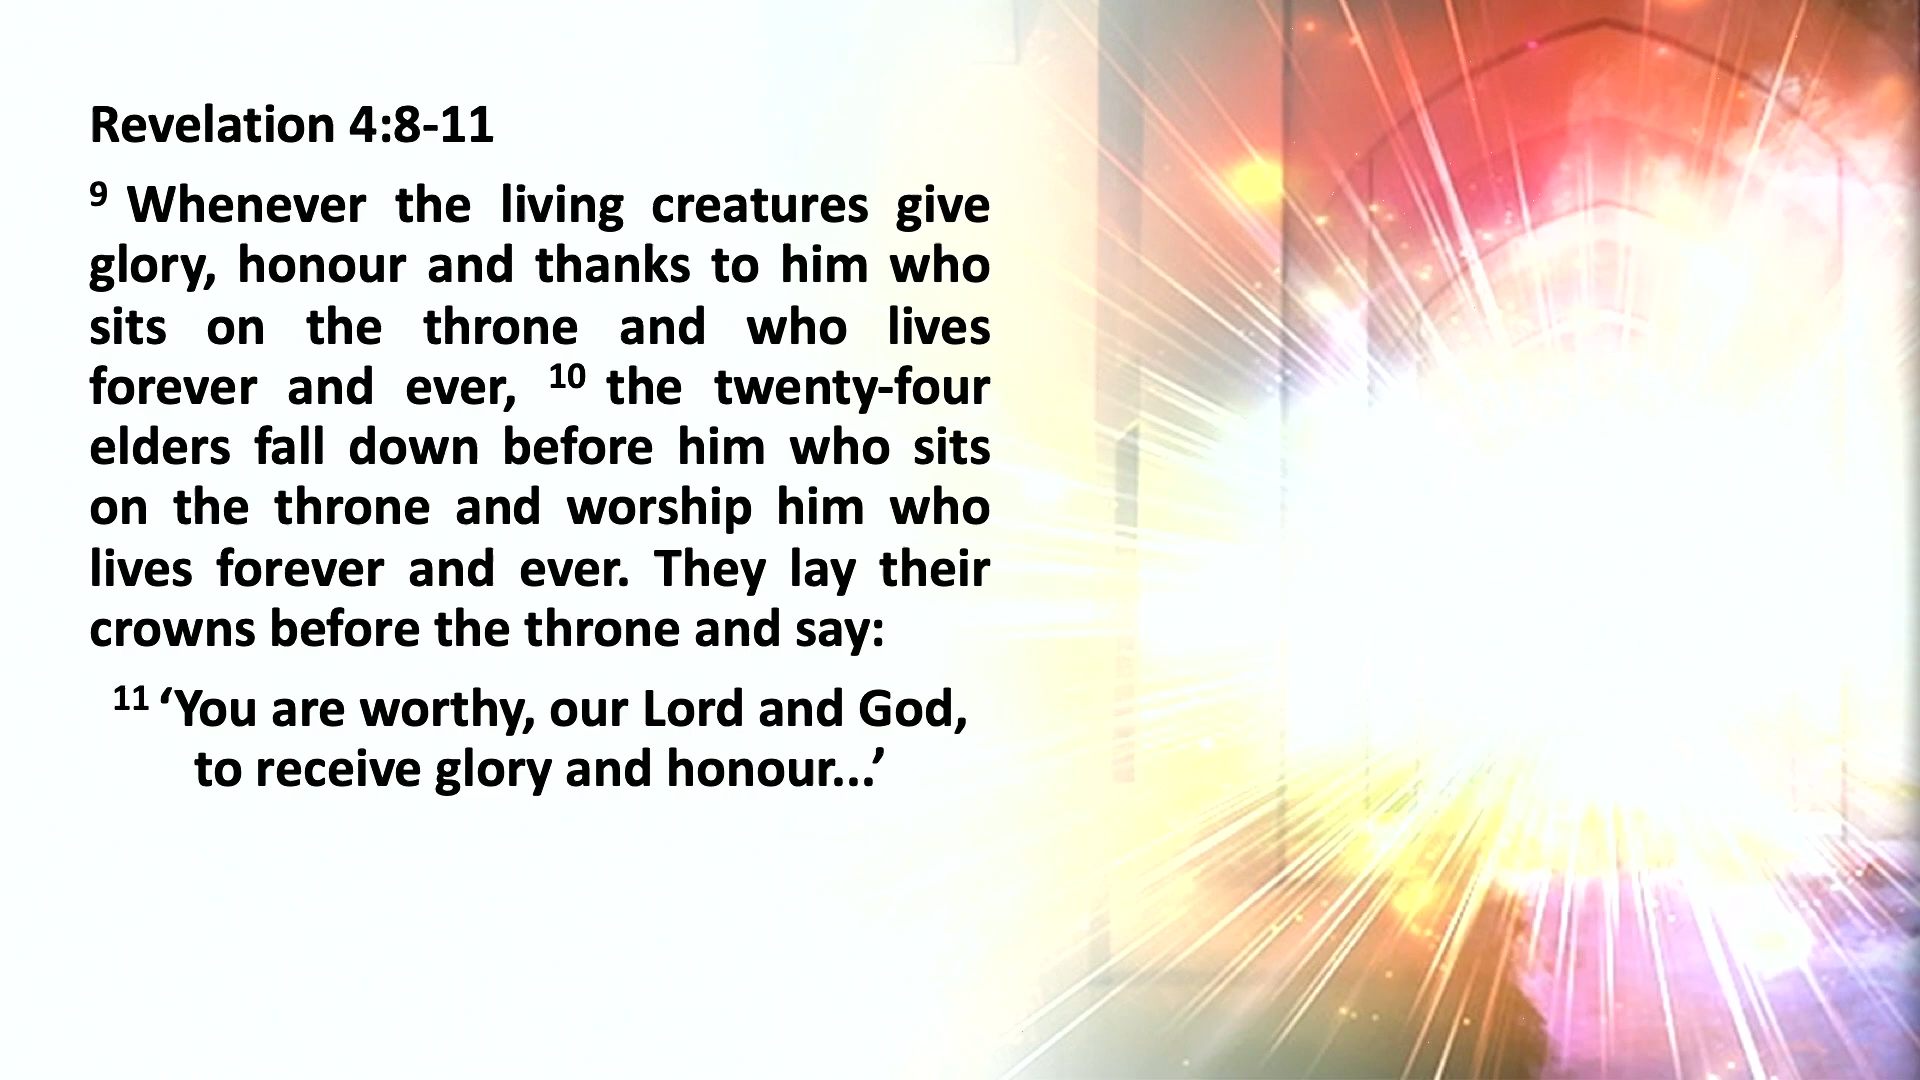 Revelation 4:8-11
⁹ Whenever the living creatures give
glory, honour and thanks to him who
sits on the throne and who lives
forever and ever, ¹⁰ the twenty-four
elders fall down before him who sits
on the throne and worship him who
lives forever and ever. They lay their
crowns before the throne and say:
¹¹ ‘You are worthy, our Lord and God,
to receive glory and honour...’